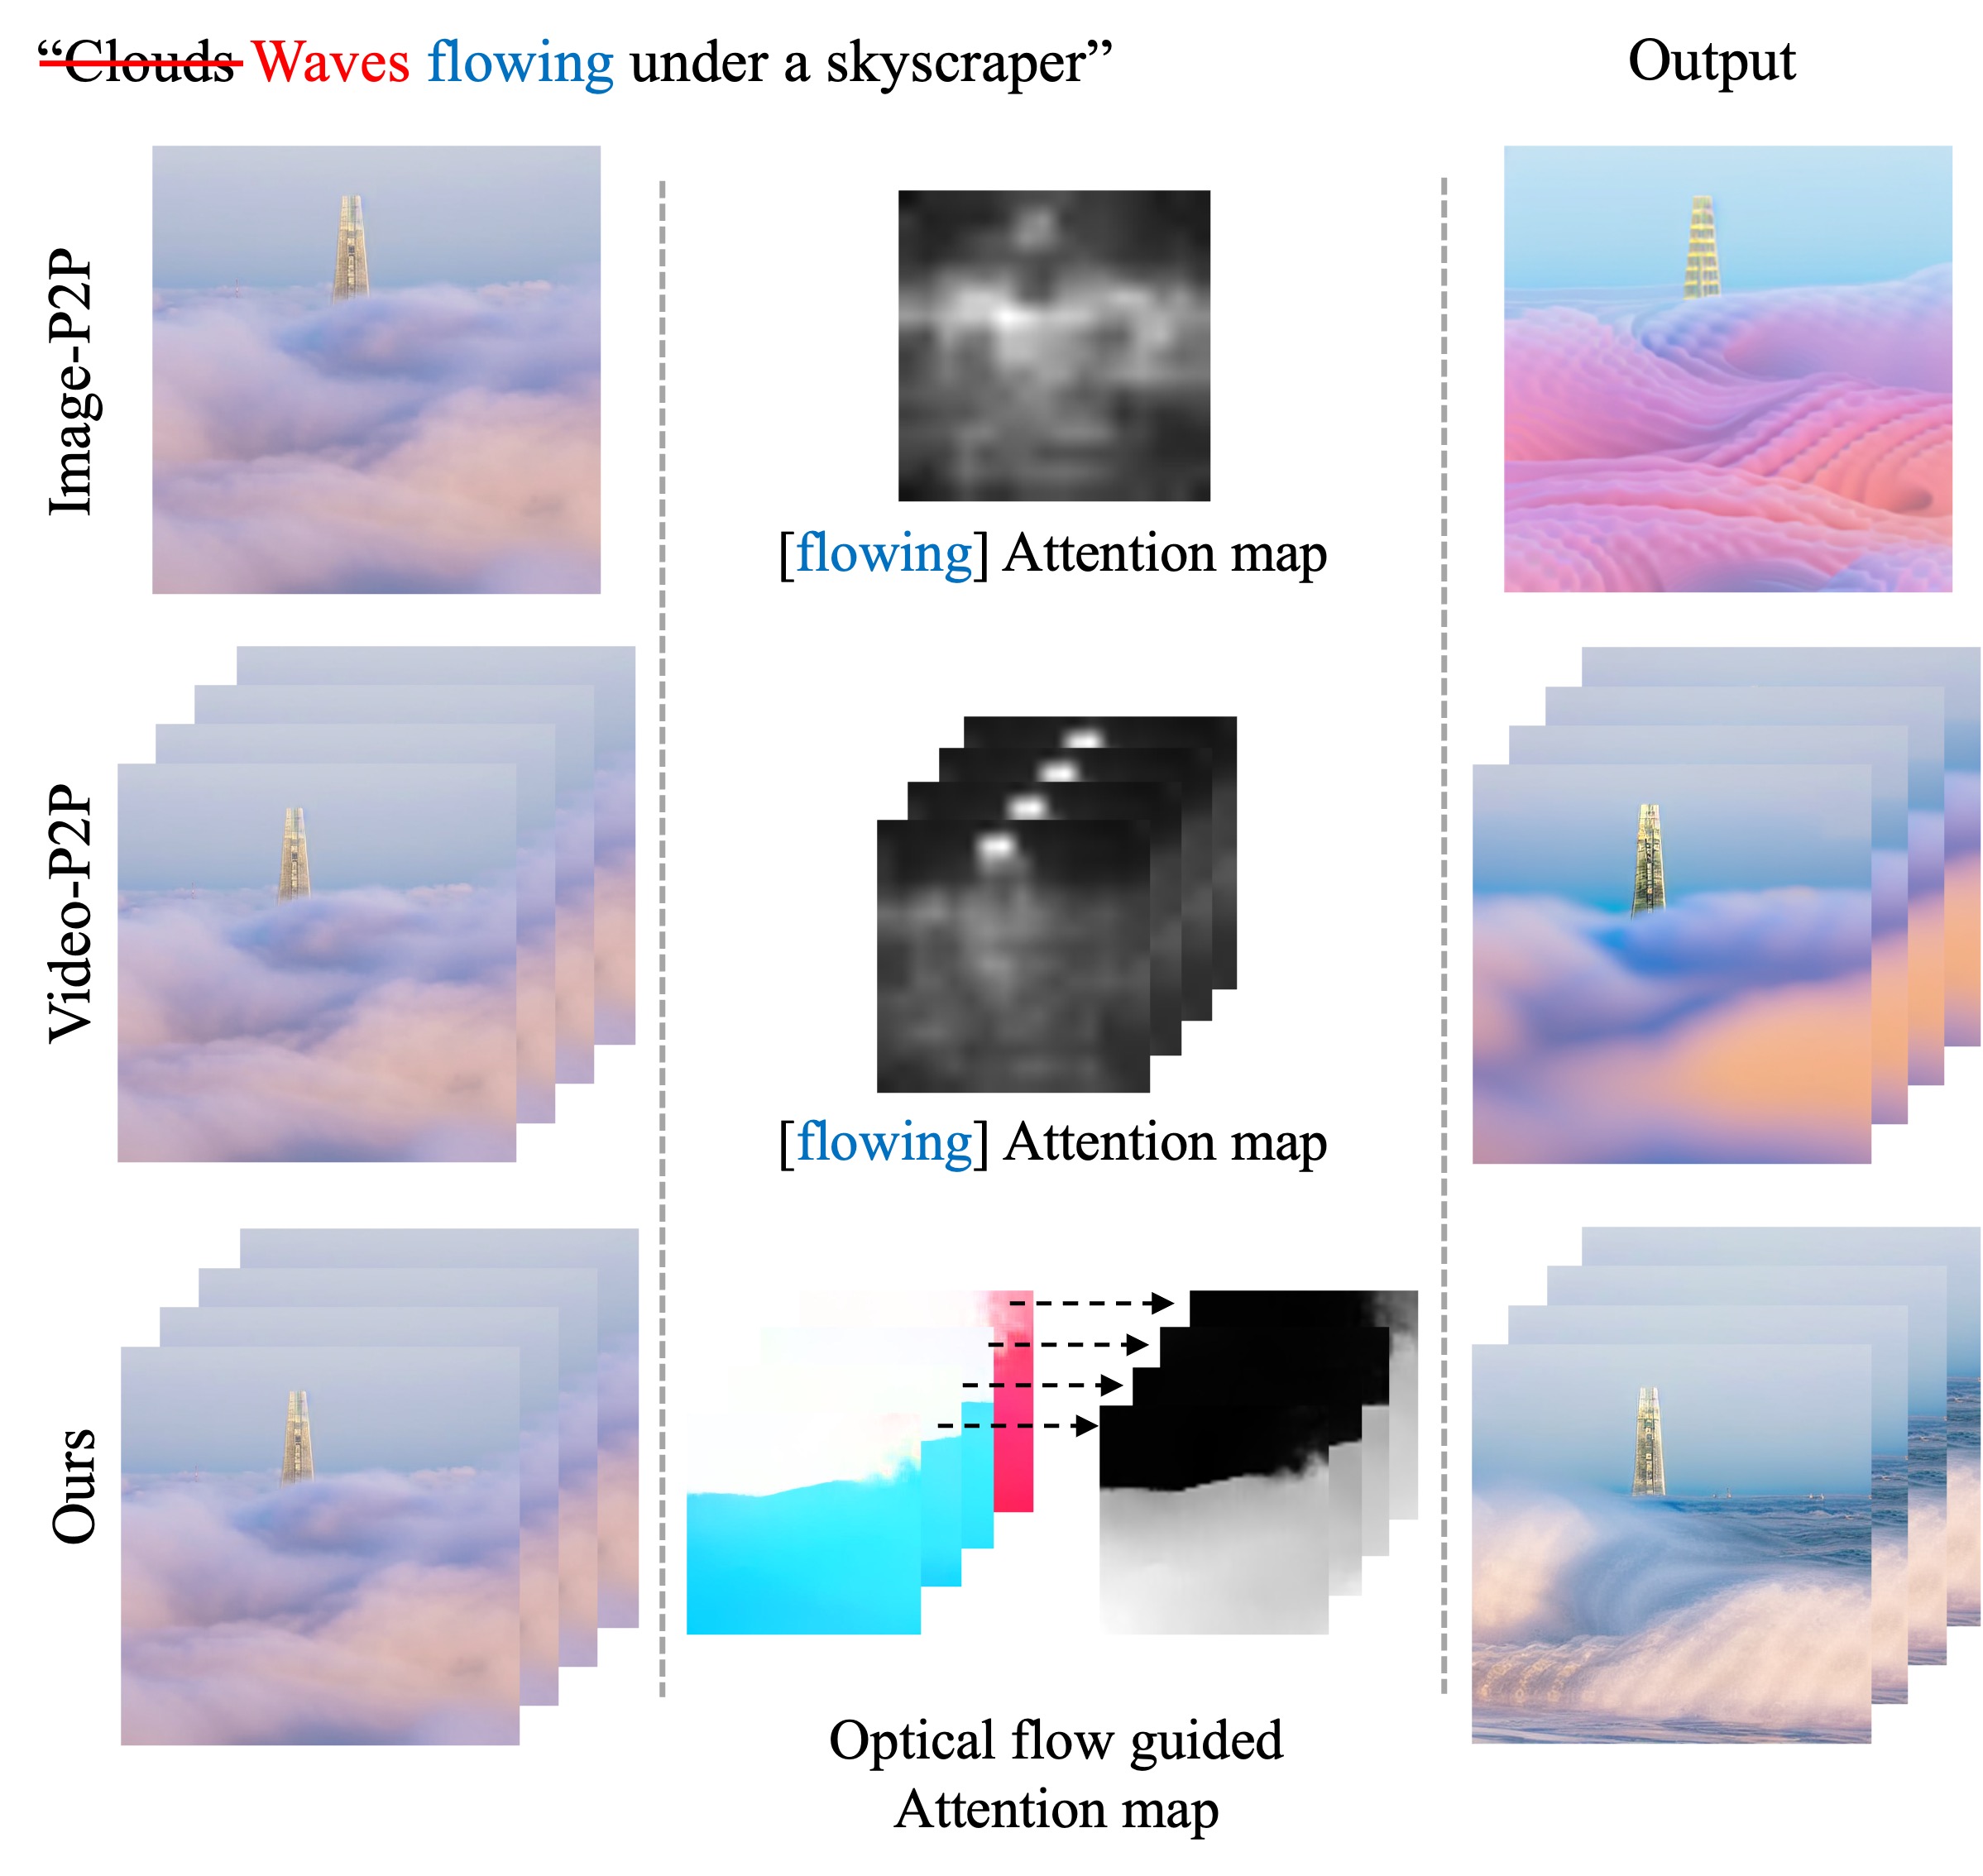 “Clouds Waves flowing under a skyscraper”
Output
Image-P2P
[flowing] Attention map
Video-P2P
[flowing] Attention map
Ours
Optical flow guided
Attention map